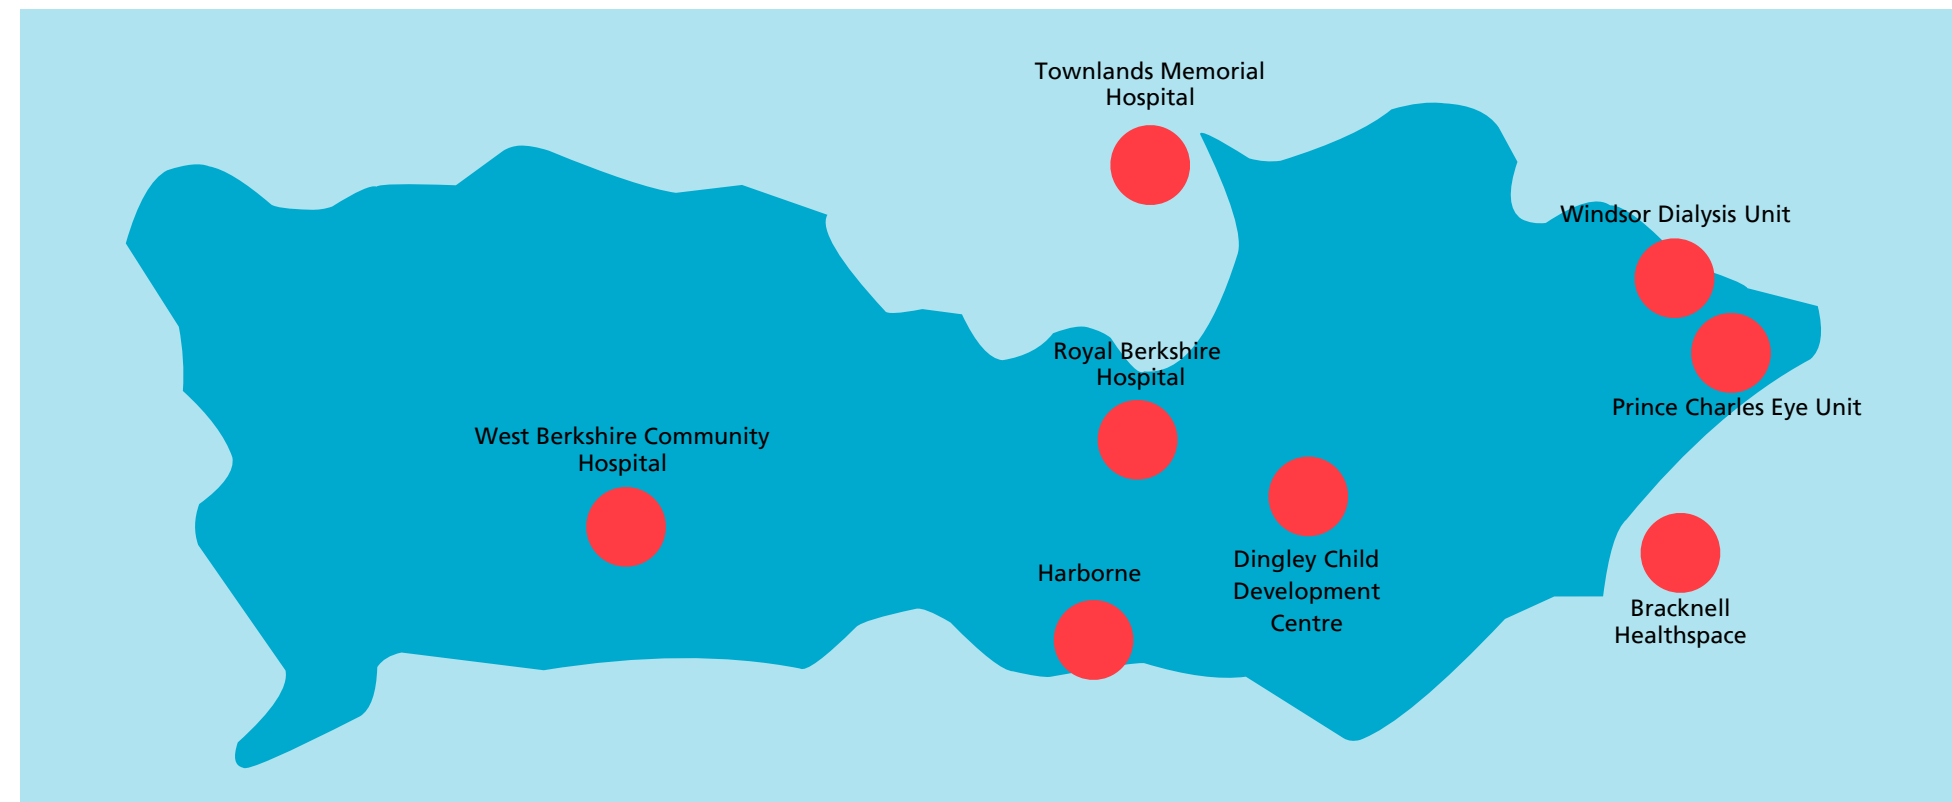 Townlands Memorial
Hospital
Windsor Dialysis Unit
Royal Berkshire
Hospital
Prince Charles Eye Unit
West Berkshire Community
Hospital
Harborne
Dingley Child
Development
Centre
Bracknell
Healthspace